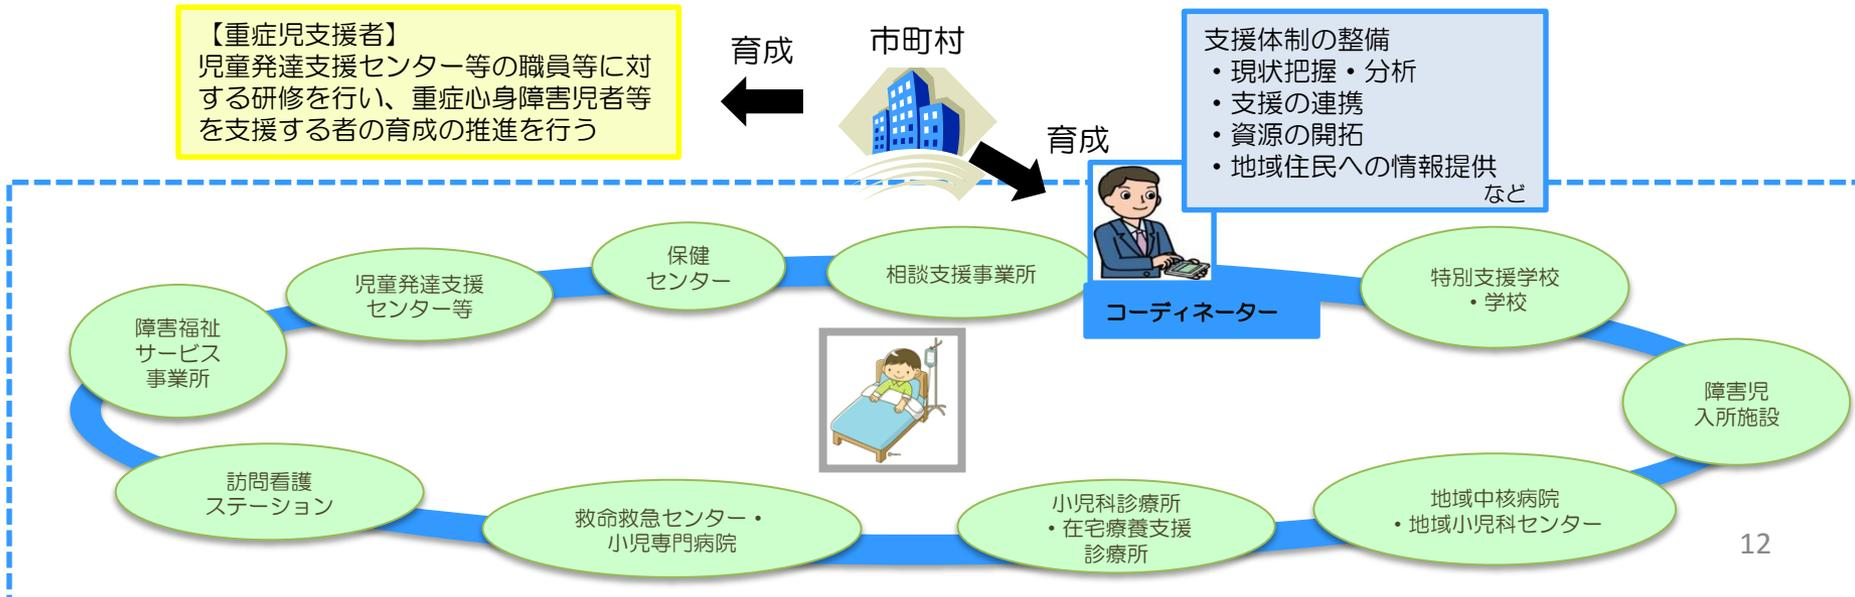 【重症児支援者】
児童発達支援センター等の職員等に対
する研修を行い、重症心身障害児者等
を支援する者の育成の推進を行う
育成
市町村
育成
支援体制の整備
・現状把握・分析
・支援の連携
・資源の開拓
・地域住民への情報提供
など
保健
センター
相談支援事業所
児童発達支援
センター等
特別支援学校
・学校
コーディネーター
障害福祉
サービス
事業所
障害児
入所施設
訪問看護
ステーション
救命救急センター・
小児専門病院
小児科診療所
・在宅療養支援
診療所
地域中核病院
・地域小児科センター
12